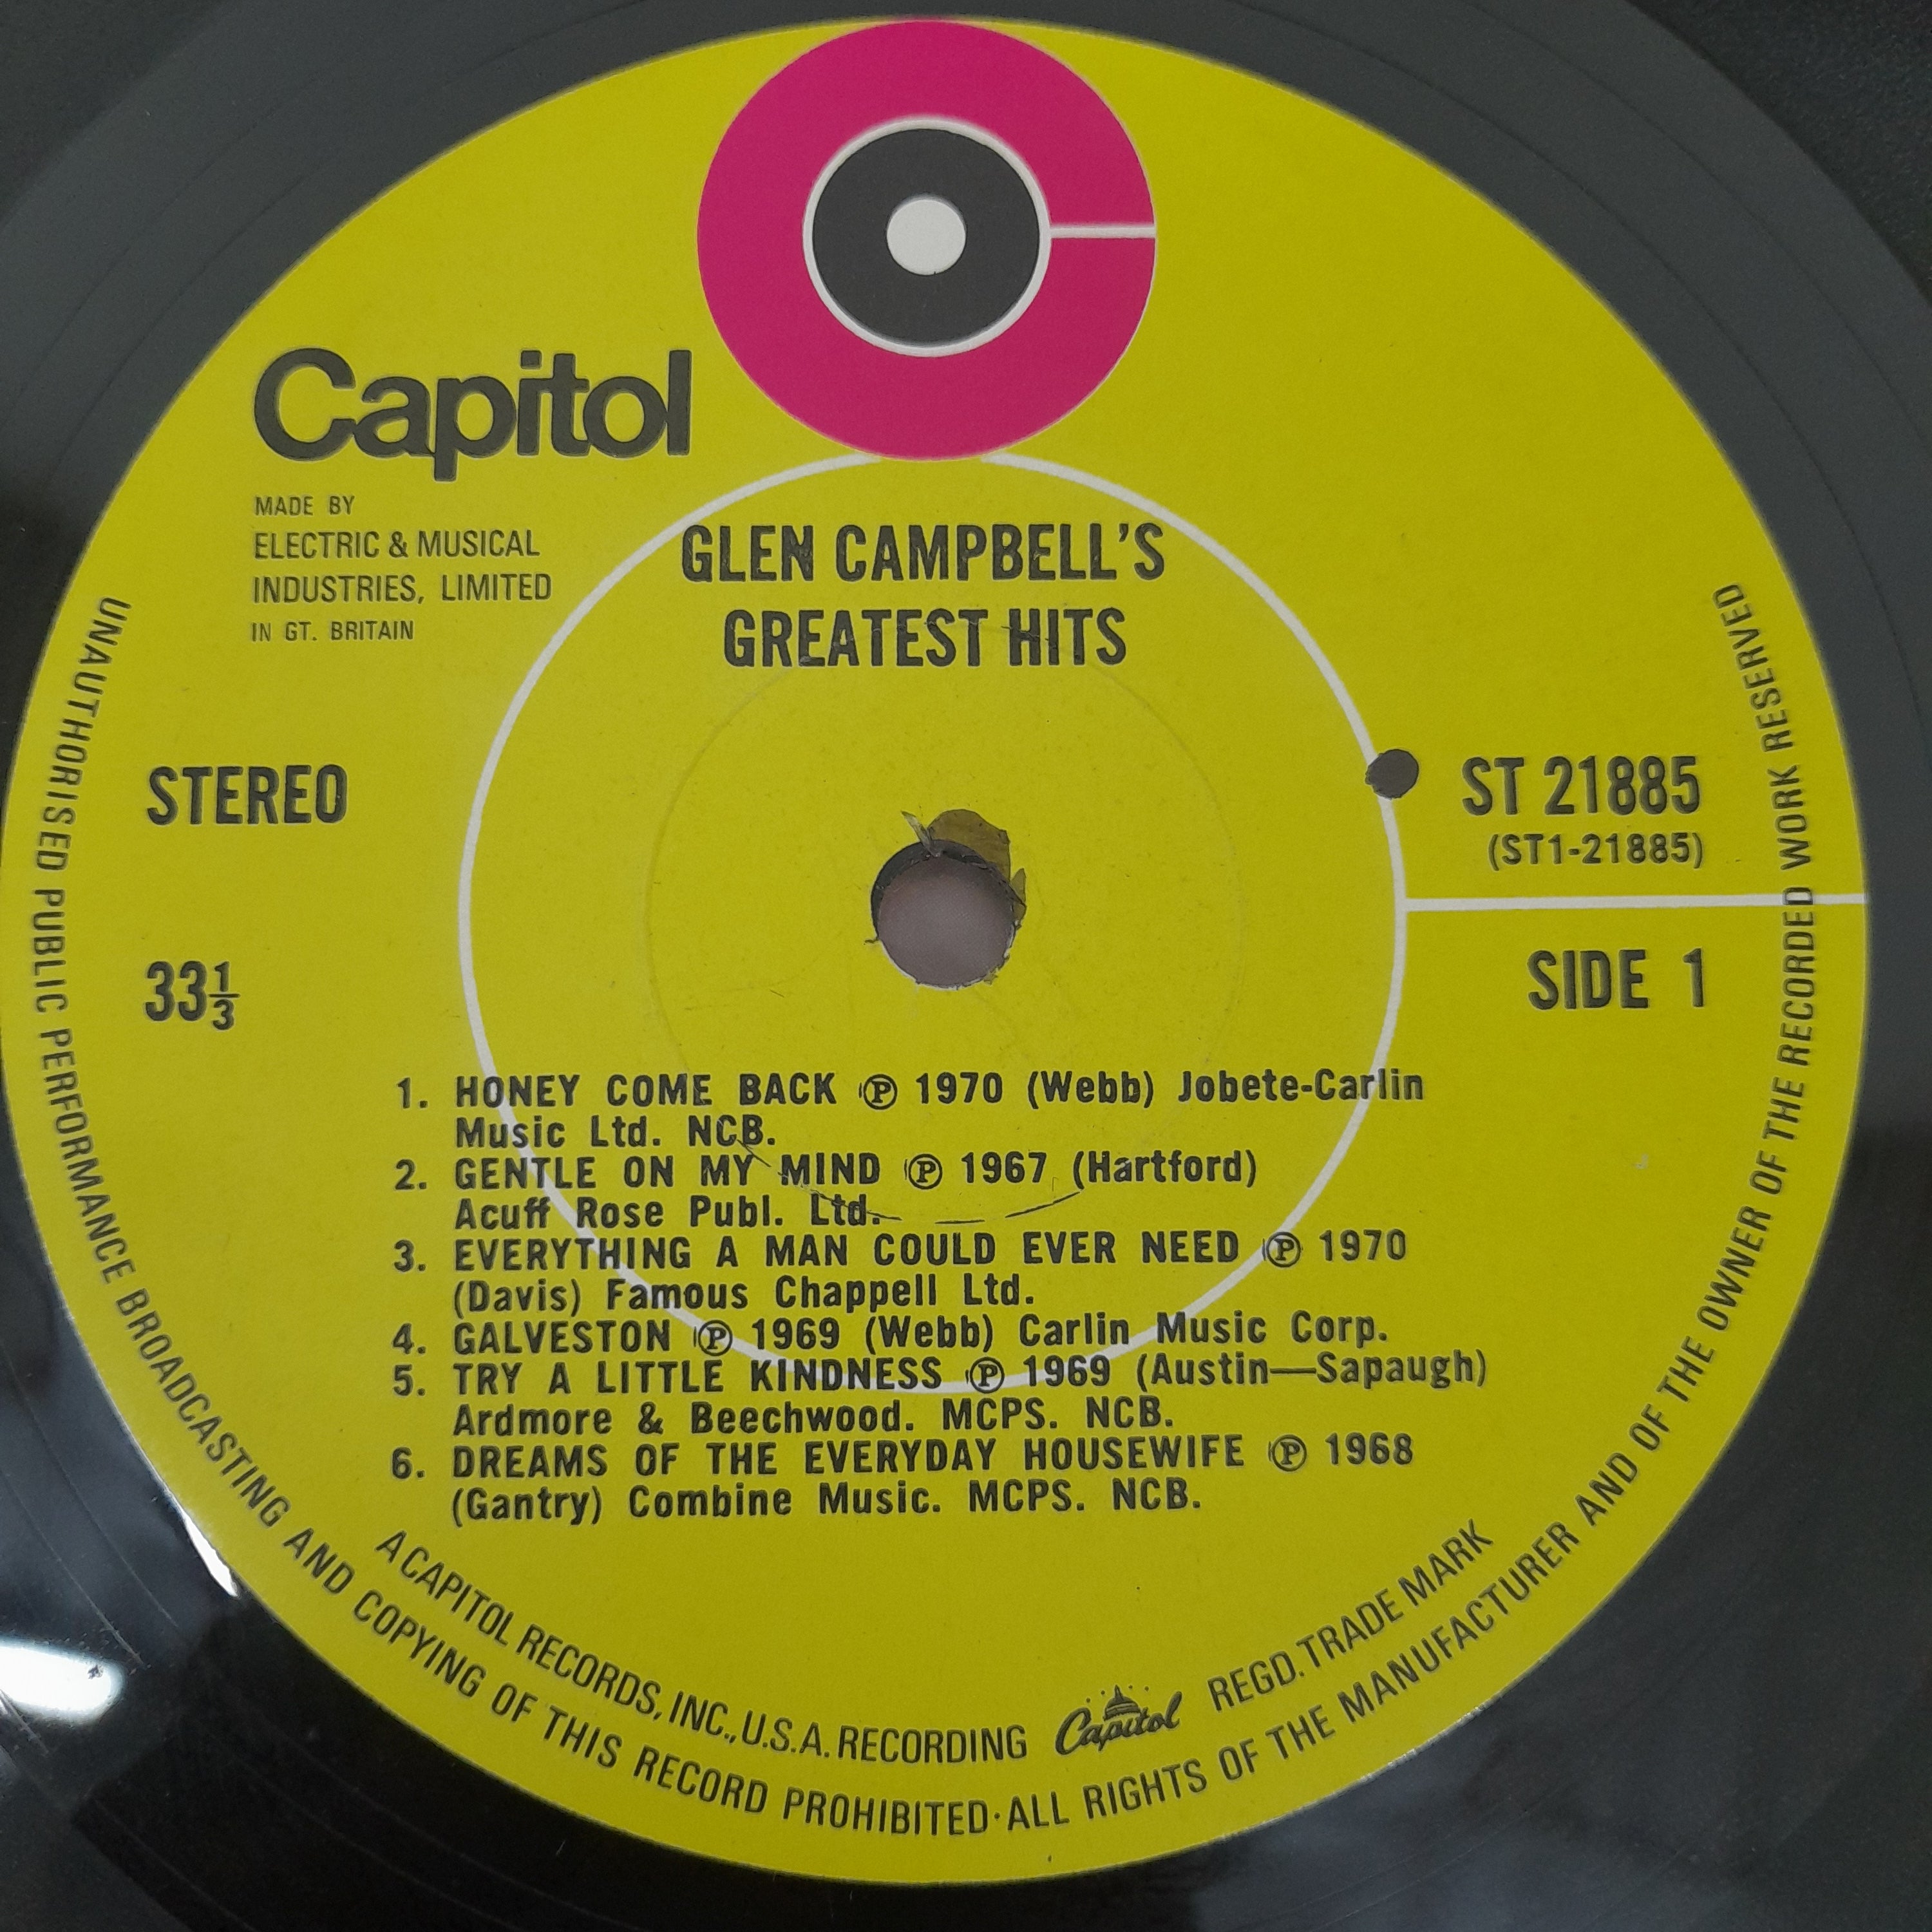 Capitol
MADE BY
ELECTRIC & MUSICAL
INDUSTRIES, LIMITED
IN GT. BRITAIN
GLEN CAMPBELL'S
GREATEST HITS
STEREO
33⅓
ST 21885
(ST1-21885)
SIDE 1
1. HONEY COME BACK ℗ 1970 (Webb) Jobete-Carlin
Music Ltd. NCB.
2. GENTLE ON MY MIND ℗ 1967 (Hartford)
Acuff Rose Publ. Ltd.
3. EVERYTHING A MAN COULD EVER NEED ℗ 1970
(Davis) Famous Chappell Ltd.
4. GALVESTON ℗ 1969 (Webb) Carlin Music Corp.
5. TRY A LITTLE KINDNESS ℗ 1969 (Austin—Sapaugh)
Ardmore & Beechwood. MCPS. NCB.
6. DREAMS OF THE EVERYDAY HOUSEWIFE ℗ 1968
(Gantry) Combine Music. MCPS. NCB.
A CAPITOL RECORDS, INC., U.S.A. RECORDING Capitol REGD. TRADE MARK
UNAUTHORISED PUBLIC PERFORMANCE BROADCASTING AND COPYING OF THIS RECORD PROHIBITED·ALL RIGHTS OF THE MANUFACTURER AND OF THE OWNER OF THE RECORDED WORK RESERVED